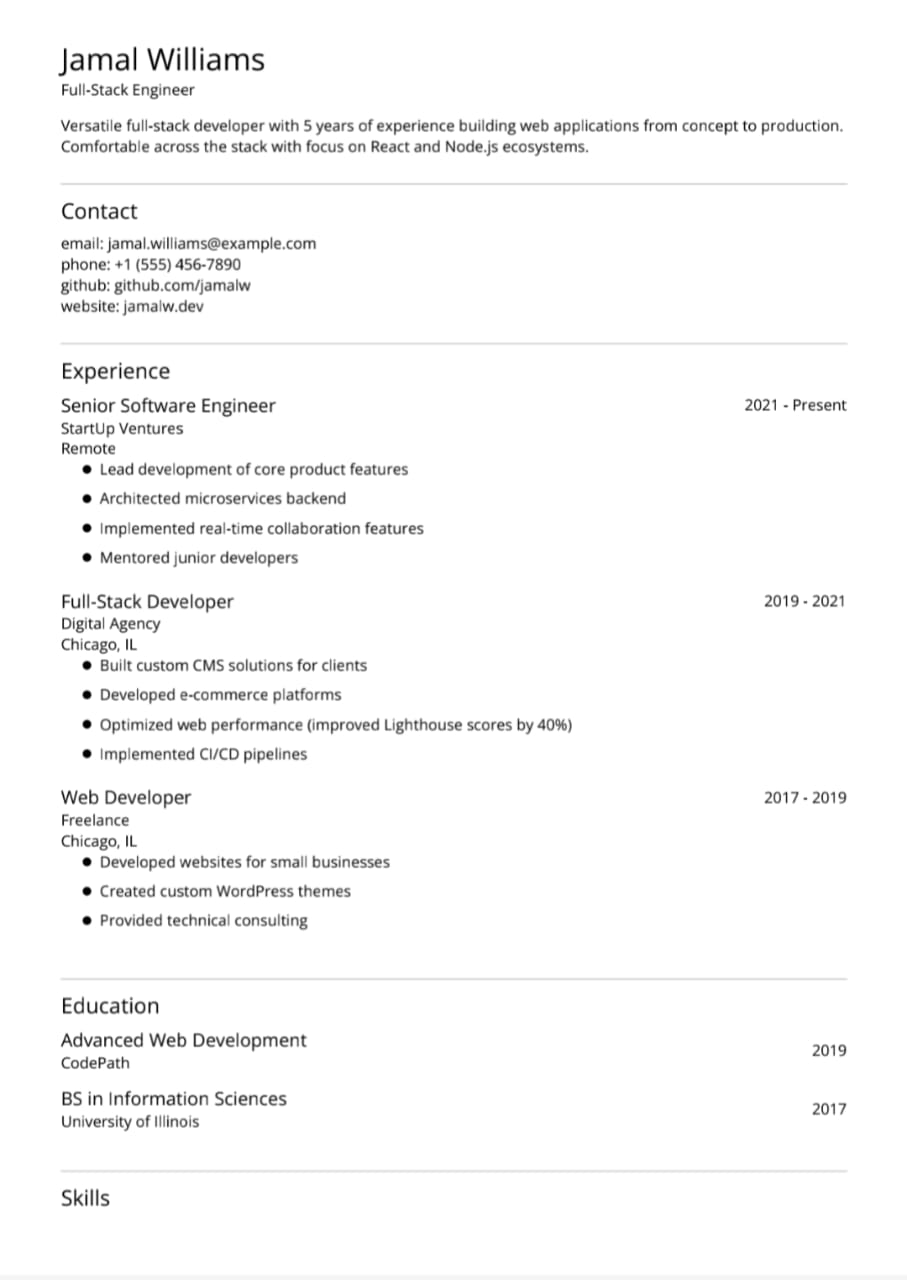 Jamal Williams
Full-Stack Engineer
Versatile full-stack developer with 5 years of experience building web applications from concept to production.
Comfortable across the stack with focus on React and Node.js ecosystems.
Contact
email: jamal.williams@example.com
phone: +1 (555) 456-7890
github: github.com/jamalw
website: jamalw.dev
Experience
Senior Software Engineer 2021 - Present
StartUp Ventures
Remote
● Lead development of core product features
● Architected microservices backend
● Implemented real-time collaboration features
● Mentored junior developers
Full-Stack Developer 2019 - 2021
Digital Agency
Chicago, IL
● Built custom CMS solutions for clients
● Developed e-commerce platforms
● Optimized web performance (improved Lighthouse scores by 40%)
● Implemented CI/CD pipelines
Web Developer 2017 - 2019
Freelance
Chicago, IL
● Developed websites for small businesses
● Created custom WordPress themes
● Provided technical consulting
Education
Advanced Web Development
CodePath
2019
BS in Information Sciences
University of Illinois
2017
Skills